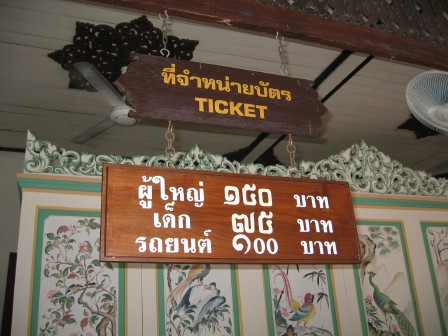 ที่จำหน่ายบัตร
TICKET
ผู้ใหญ่ ๑๕๐ บาท
เด็ก ๗๕ บาท
รถยนต์ ๑๐๐ บาท